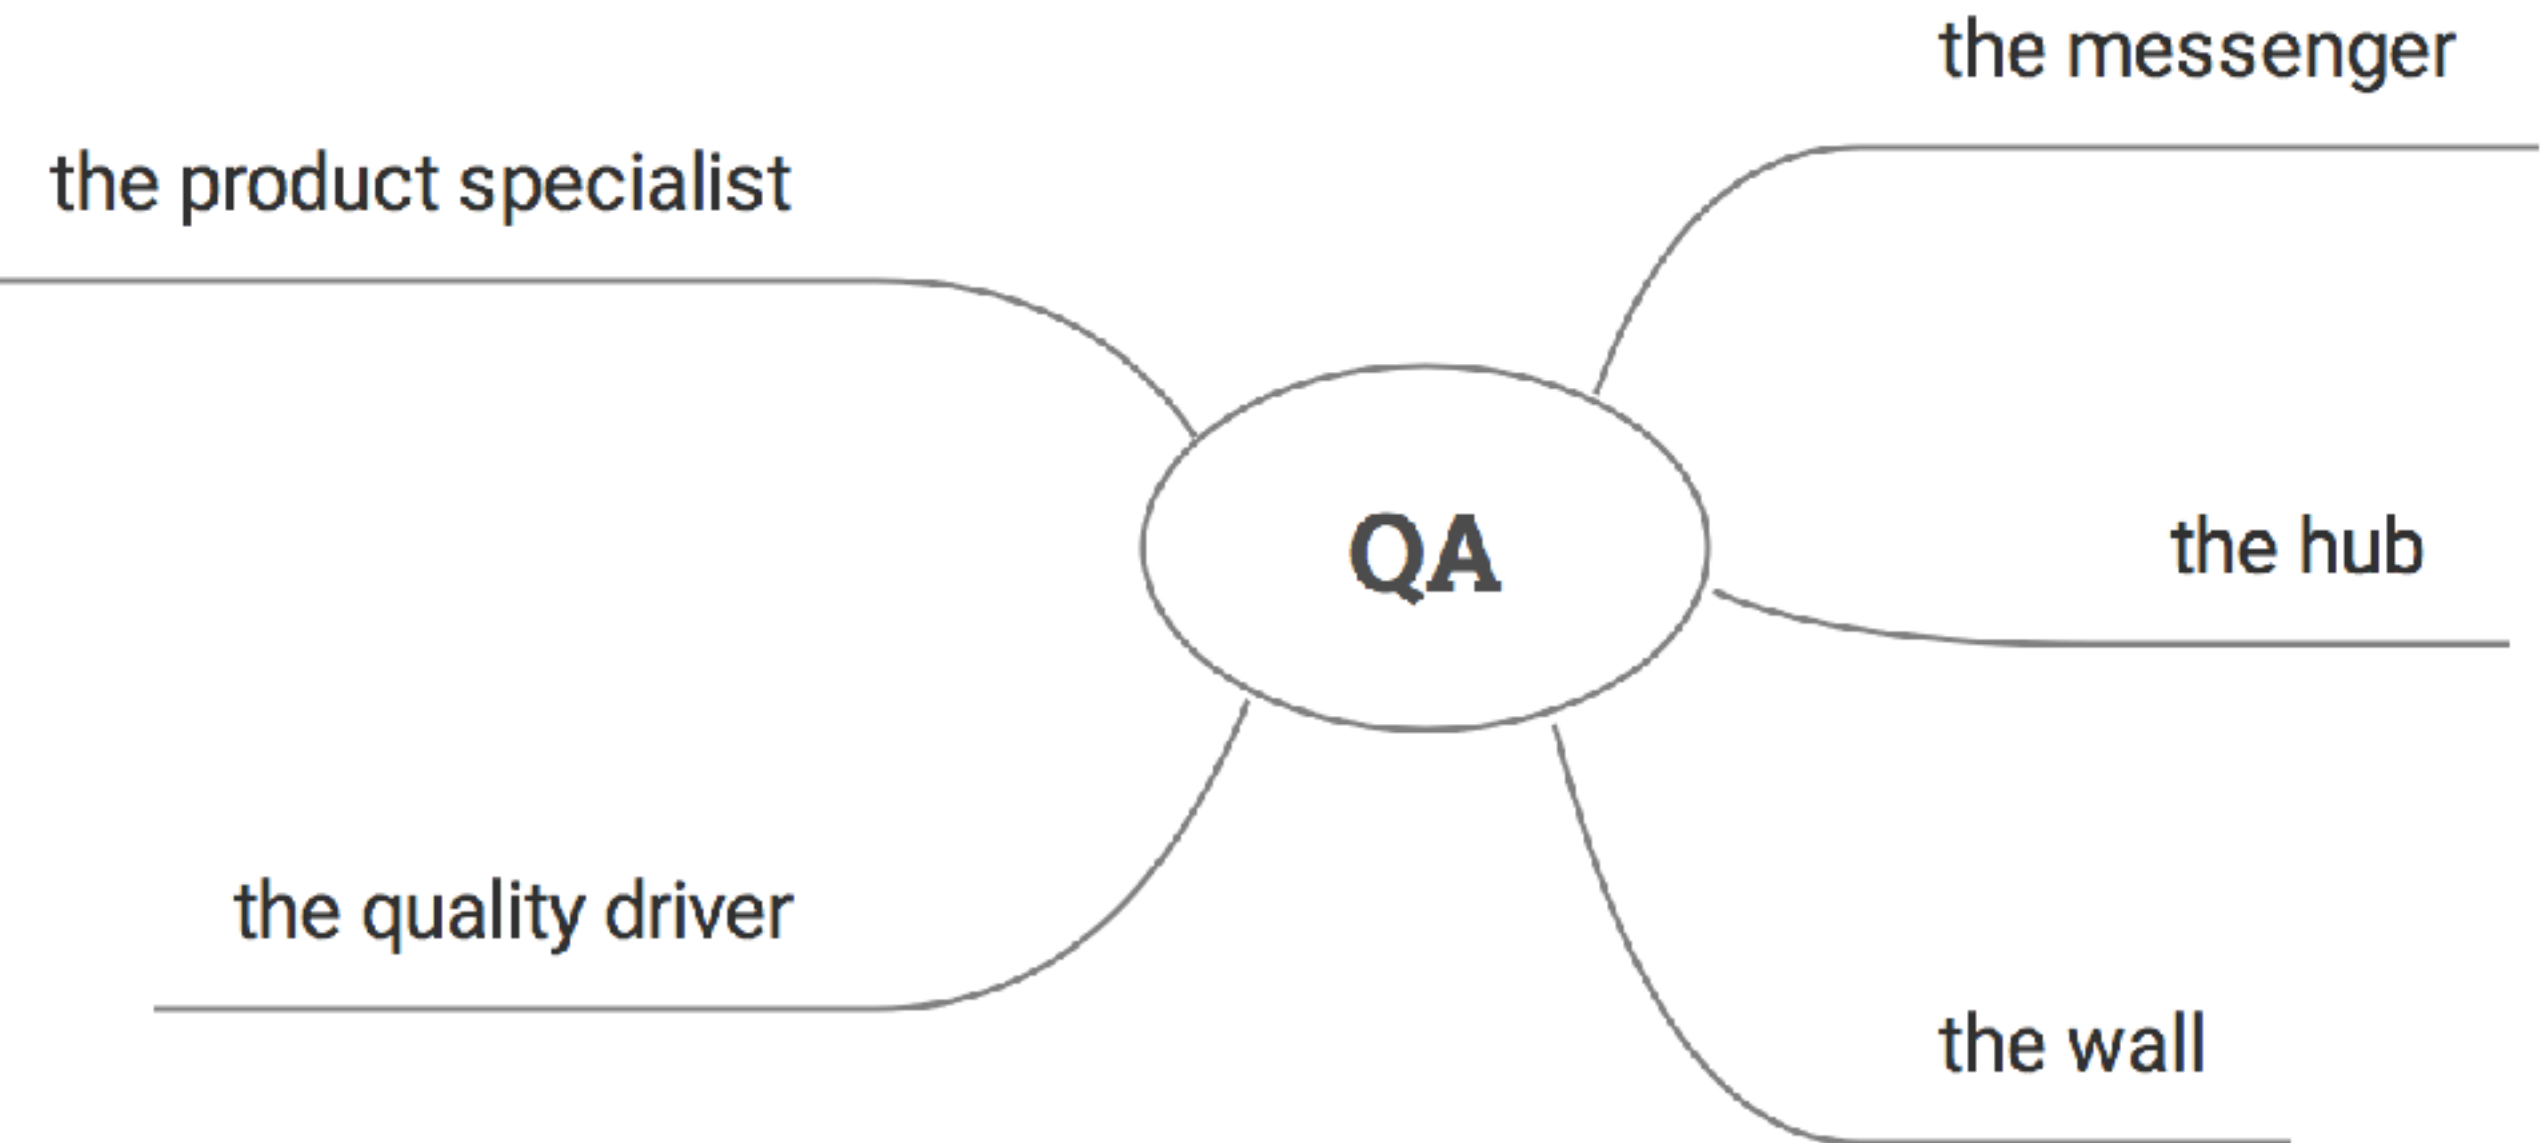 the messenger
the product specialist
QA
the hub
the quality driver
the wall